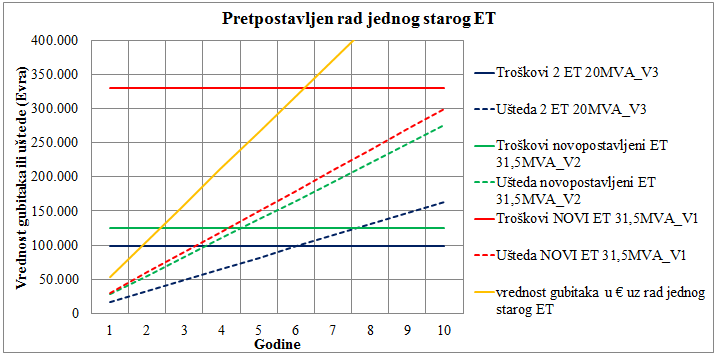 Pretpostavljen rad jednog starog ET
Vrednost gubitaka ili uštede (Evra)
400.000
350.000
300.000
250.000
200.000
150.000
100.000
50.000
0
1 2 3 4 5 6 7 8 9 10
Godine
Troškovi 2 ET 20MVA_V3
Ušteda 2 ET 20MVA_V3
Troškovi novopostavljeni ET
31,5MVA_V2
Ušteda novopostavljeni ET
31,5MVA_V2
Troškovi NOVI ET 31,5MVA_V1
Ušteda NOVI ET 31,5MVA_V1
vrednost gubitaka u € uz rad jednog
starog ET